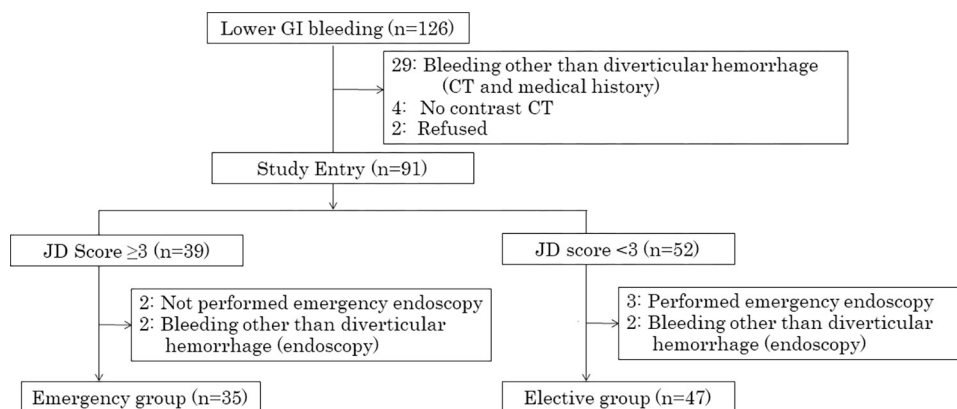 Lower GI bleeding (n=126)
29: Bleeding other than diverticular hemorrhage
(CT and medical history)
4: No contrast CT
2: Refused
Study Entry (n=91)
JD Score ≥3 (n=39)
JD score <3 (n=52)
2: Not performed emergency endoscopy
2: Bleeding other than diverticular
hemorrhage (endoscopy)
3: Performed emergency endoscopy
2: Bleeding other than diverticular
hemorrhage (endoscopy)
Emergency group (n=35)
Elective group (n=47)